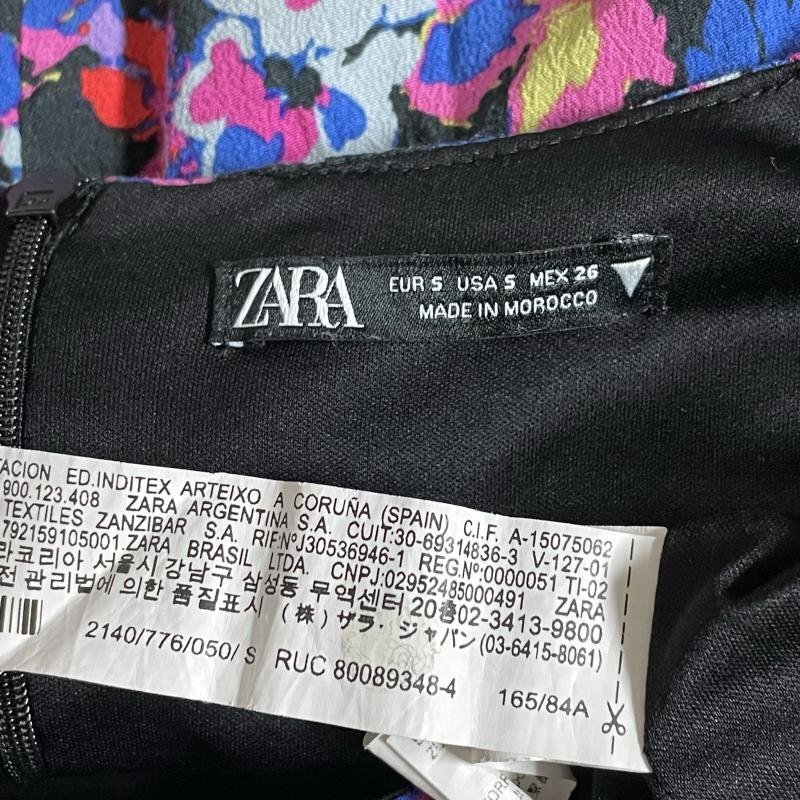 ZARA
EUR S USA S MEX 26
MADE IN MOROCCO
TACION ED.INDITEX ARTEIXO A CORUÑA (SPAIN) C.I.F. A-15075062
900.123.408 ZARA ARGENTINA S.A. CUIT:30-69314836-3 V-127-01
TEXTILES ZANZIBAR S.A. RIF:NºJ30536946-1 REG.Nº:0000051 TI-02
792159105001.ZARA BRASIL LTDA. CNPJ:02952485000491 ZARA
라코리아 서울시 강남구 삼성동 무역센터 20층02-3413-9800
전 관리법에 의한 품질표시 (株) ザラ・ジャパン (03-6415-8061)
2140/776/050/ S RUC 80089348-4 165/84A